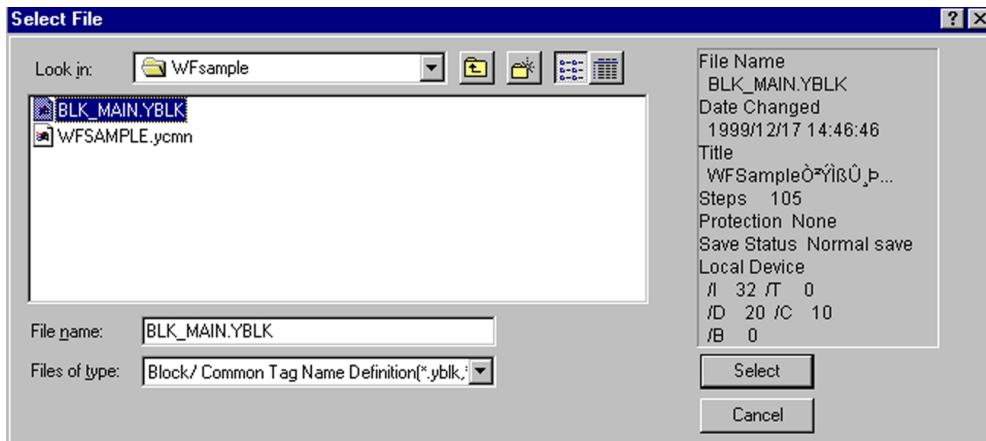 Select File
Look in:
WFsample
BLK_MAIN.YBLK
WFSAMPLE.ycmn
File name:
BLK_MAIN.YBLK
Files of type:
Block/ Common Tag Name Definition(*.yblk,*
File Name
BLK_MAIN.YBLK
Date Changed
1999/12/17 14:46:46
Title
WFSampleÒ²ÝÌßÛ¸Þ...
Steps 105
Protection None
Save Status Normal save
Local Device
/I 32 /T 0
/D 20 /C 10
/B 0
Select
Cancel